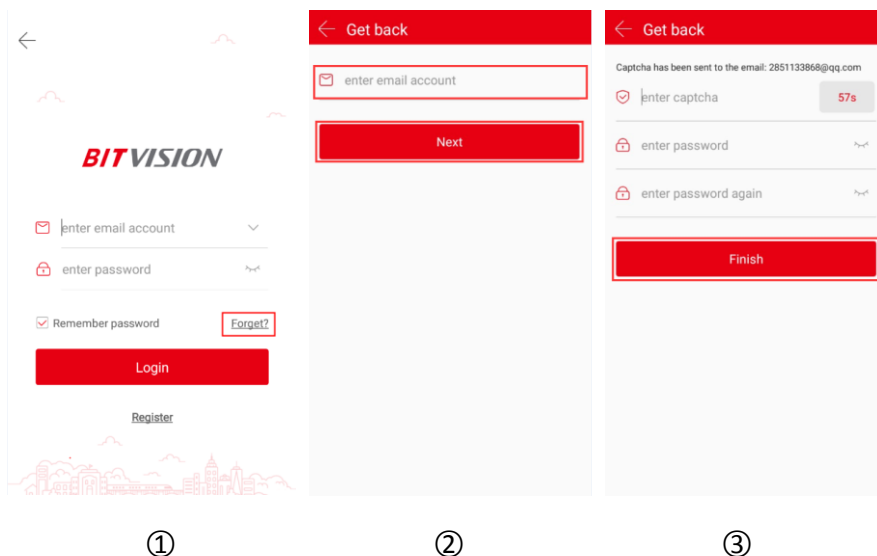 BITVISION
enter email account
enter password
Remember password
Forget?
Login
Register
①
Get back
enter email account
Next
②
Get back
Captcha has been sent to the email: 2851133868@qq.com
enter captcha
57s
enter password
enter password again
Finish
③